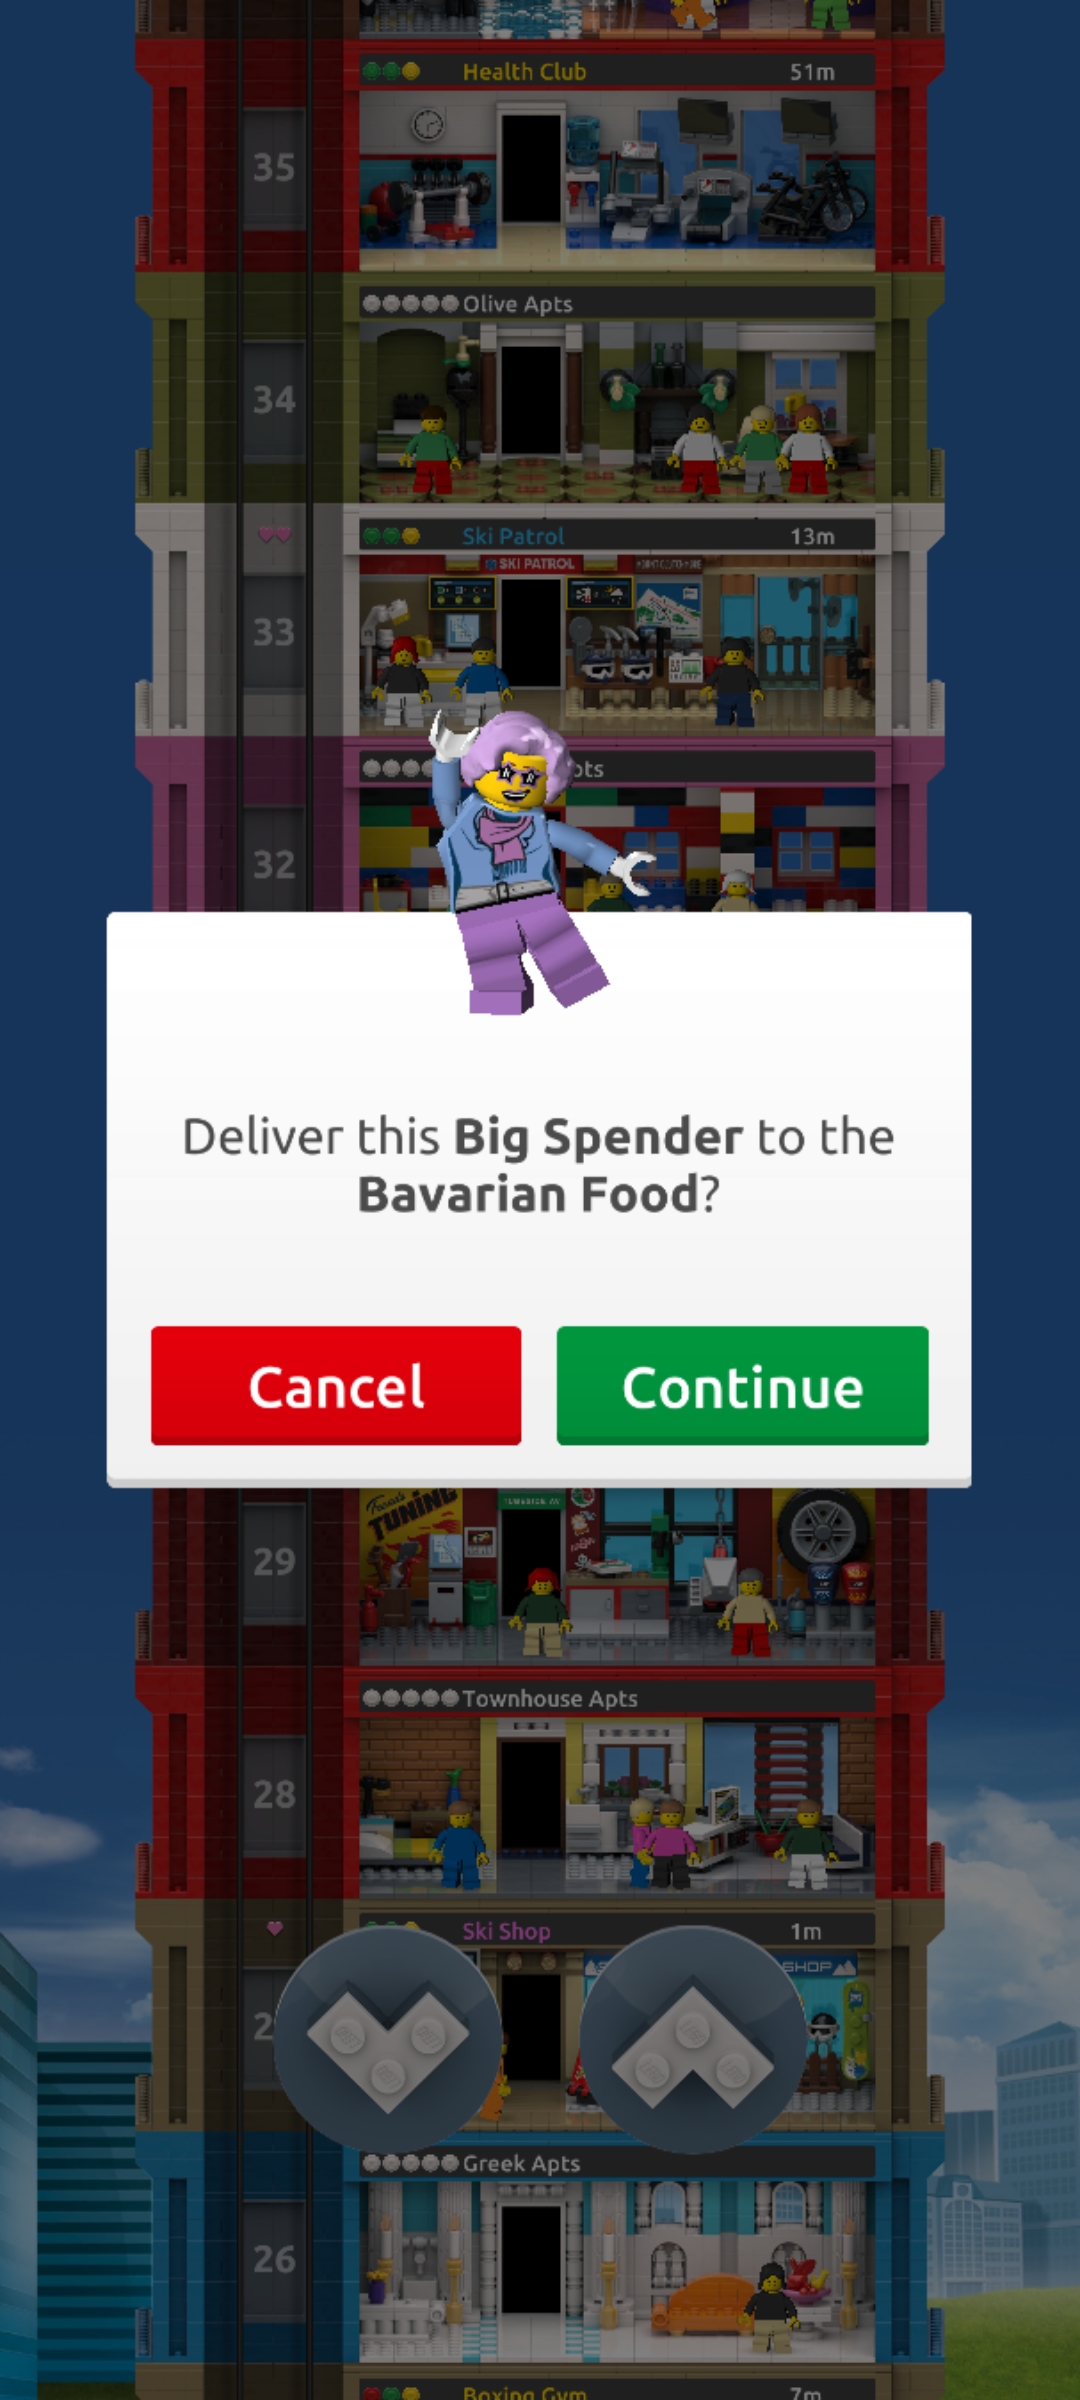 Health Club 51m
35
Olive Apts
34
Ski Patrol 13m
SKI PATROL
33
pts
32
Deliver this Big Spender to the
Bavarian Food?
Cancel Continue
TUNING
29
Townhouse Apts
28
Ski Shop 1m
SHOP
2
Greek Apts
26
Boxing Gym 7m